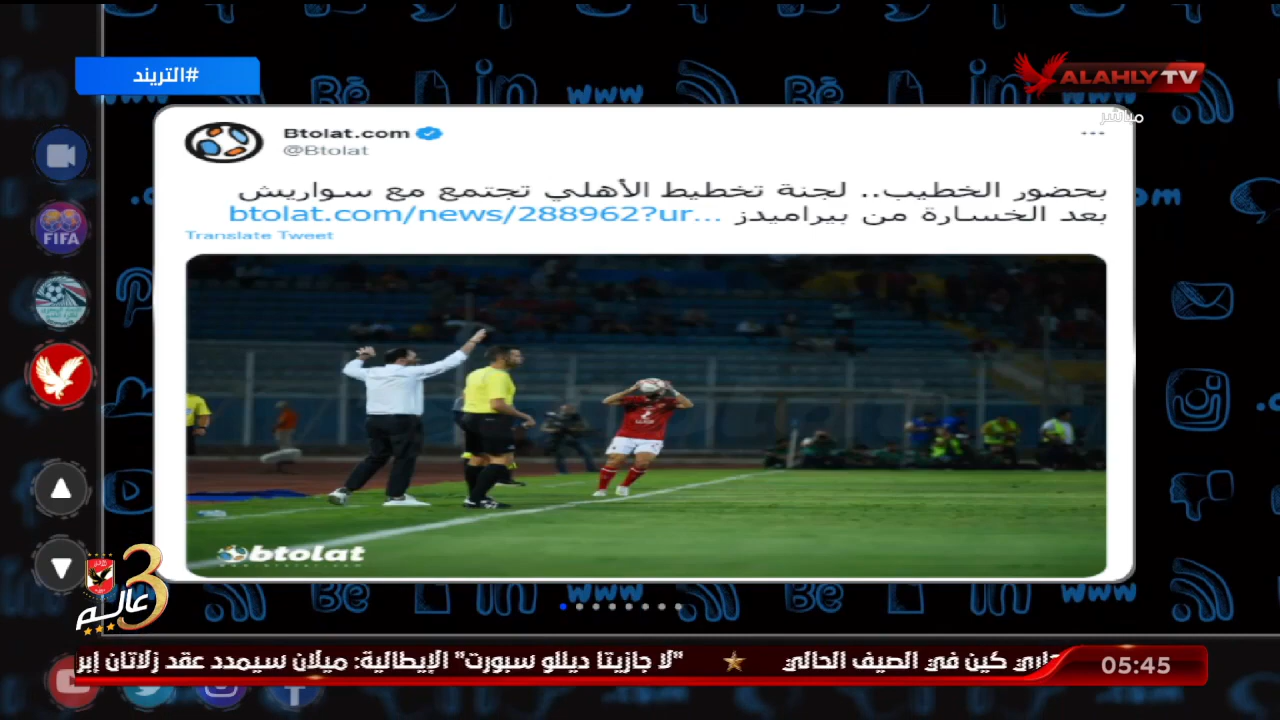 #التريند
ALAHLY TV
مباشر
Btolat.com
@Btolat
بحضور الخطيب.. لجنة تخطيط الأهلي تجتمع مع سواريش
بعد الخسارة من بيراميدز btolat.com/news/288962?ur...
Translate Tweet
FIFA
btolat
3 عالم
اري كين في الصيف الحالي ★ "لا جازيتا ديللو سبورت" الإيطالية: ميلان سيمدد عقد زلاتان إبر
05:45